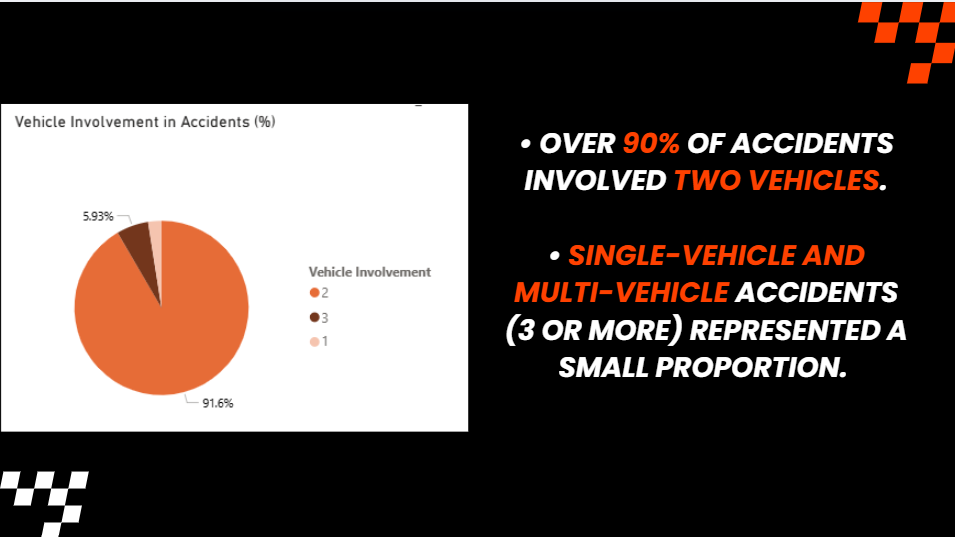 Vehicle Involvement in Accidents (%)
5.93%
91.6%
Vehicle Involvement
2
3
1
• OVER 90% OF ACCIDENTS
INVOLVED TWO VEHICLES.
• SINGLE-VEHICLE AND
MULTI-VEHICLE ACCIDENTS
(3 OR MORE) REPRESENTED A
SMALL PROPORTION.